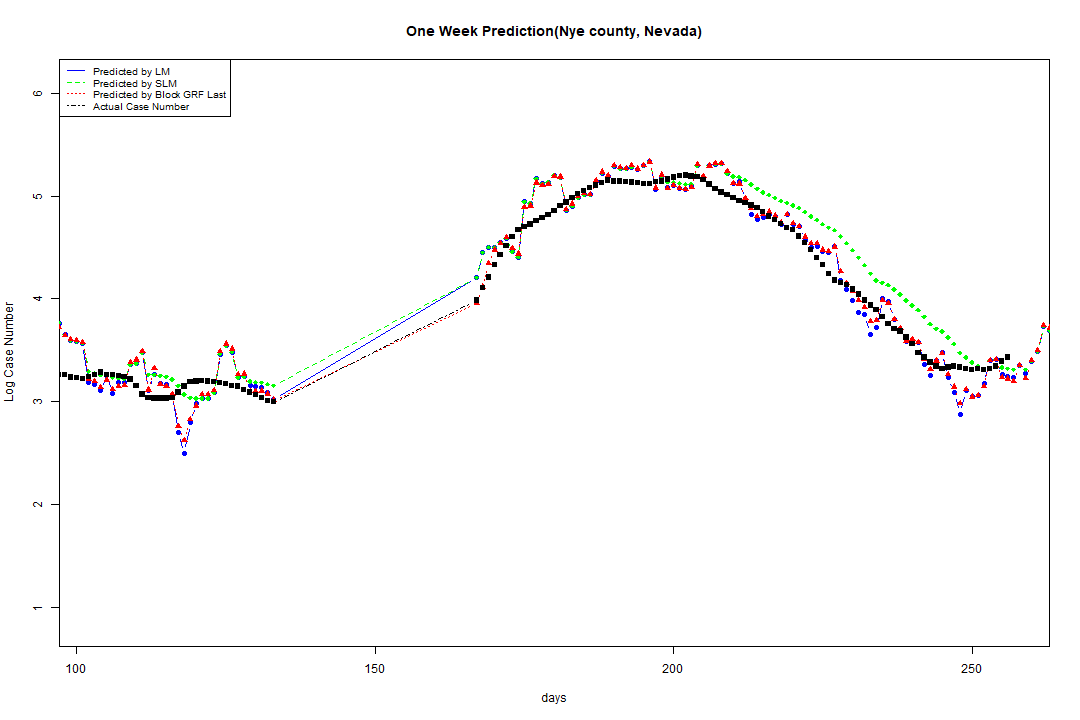 One Week Prediction(Nye county, Nevada)
Predicted by LM
Predicted by SLM
Predicted by Block GRF Last
Actual Case Number
6
5
4
3
2
1
Log Case Number
100 150 200 250
days